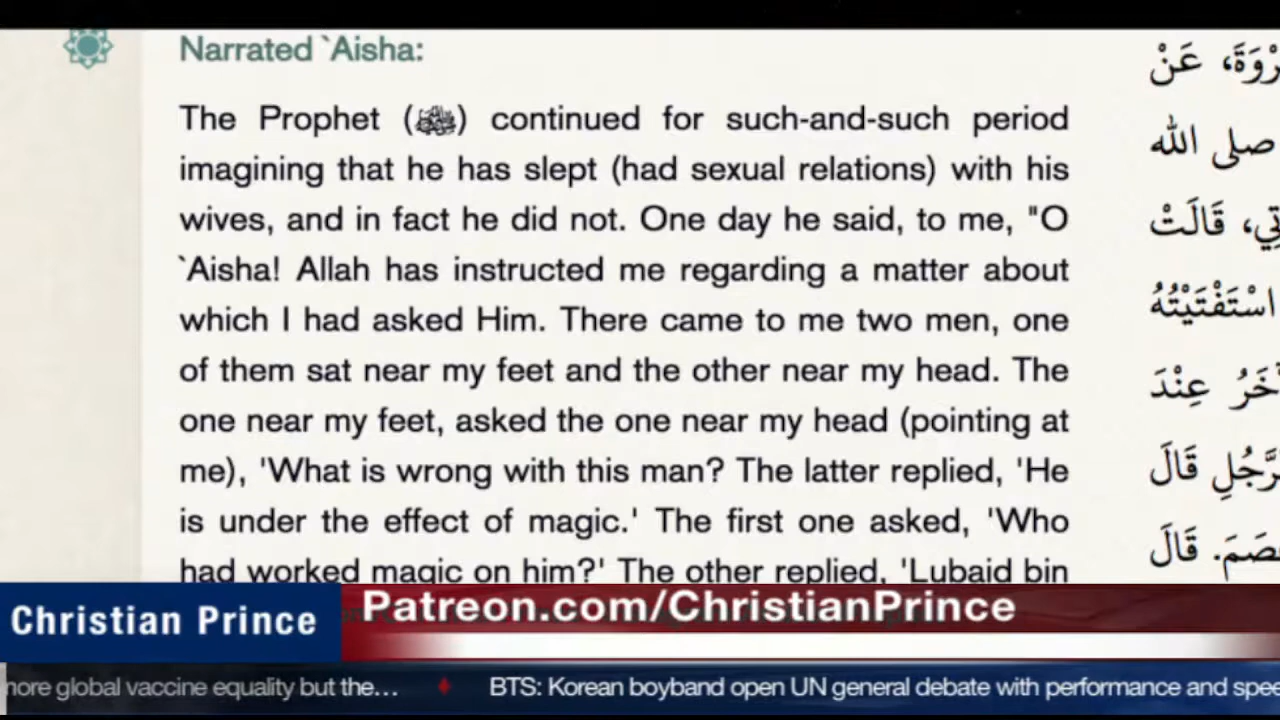 Narrated `Aisha:
The Prophet (ﷺ) continued for such-and-such period
imagining that he has slept (had sexual relations) with his
wives, and in fact he did not. One day he said, to me, "O
`Aisha! Allah has instructed me regarding a matter about
which I had asked Him. There came to me two men, one
of them sat near my feet and the other near my head. The
one near my feet, asked the one near my head (pointing at
me), 'What is wrong with this man? The latter replied, 'He
is under the effect of magic.' The first one asked, 'Who
had worked magic on him?' The other replied, 'Lubaid bin
عَنْ
صلى الله
قَالَتْ
اسْتَفْتَيْتُهُ
عِنْدَ
قَالَ
قَالَ
Christian Prince
Patreon.com/ChristianPrince
more global vaccine equality but the... BTS: Korean boyband open UN general debate with performance and